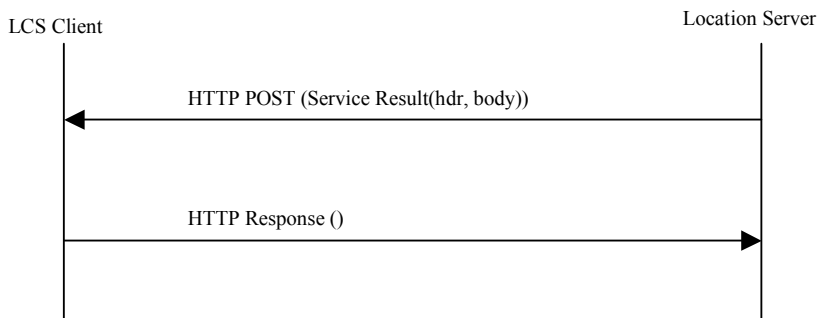 LCS Client
Location Server
HTTP POST (Service Result(hdr, body))
HTTP Response ()